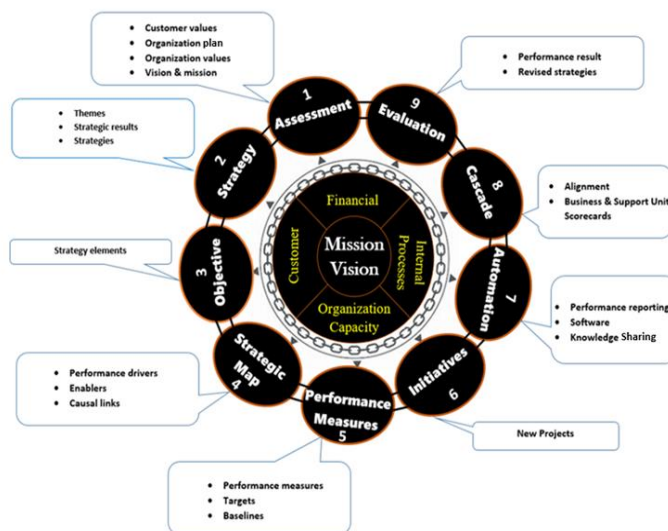 Customer values
Organization plan
Organization values
Vision & mission
Performance result
Revised strategies
1
Assessment
9
Evaluation
Themes
Strategic results
Strategies
2
Strategy
8
Cascade
Alignment
Business & Support Unit
Scorecards
Financial
Customer
Mission
Vision
Internal
Processes
Organization
Capacity
Strategy elements
3
Objective
Automation
7
Performance reporting
Software
Knowledge Sharing
Strategic
Map
4
Performance drivers
Enablers
Causal links
Performance
Measures
5
Initiatives
6
New Projects
Performance measures
Targets
Baselines